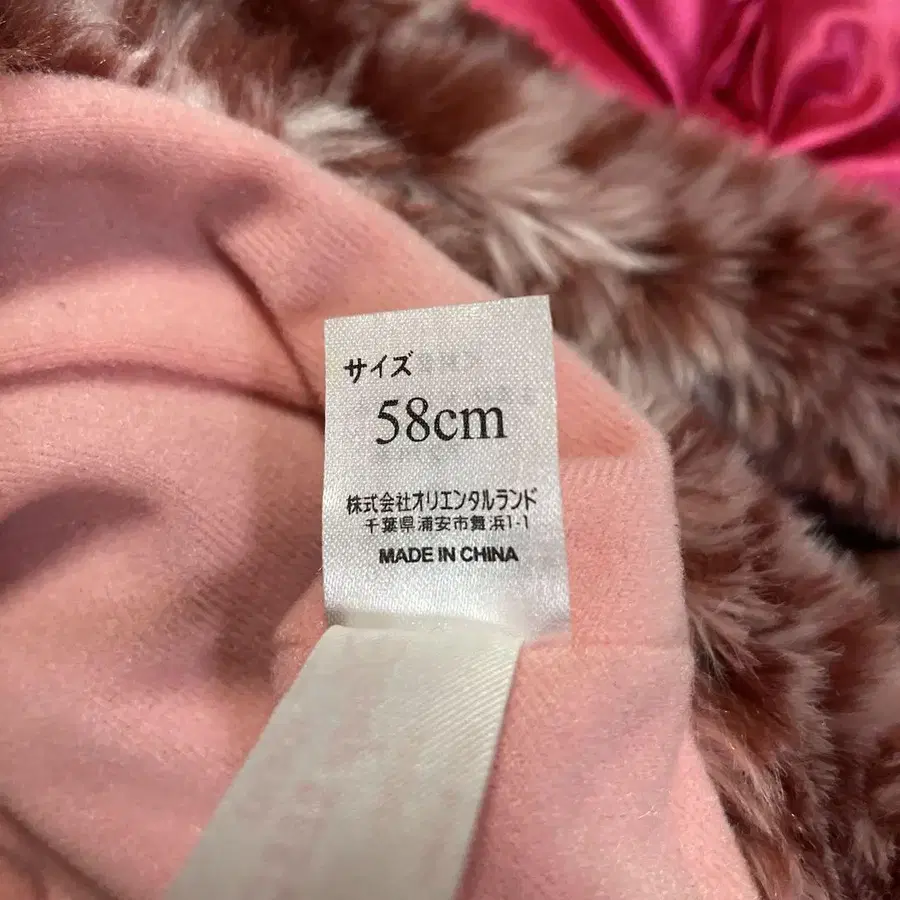 サイズ
58cm
株式会社オリエンタルランド
千葉県浦安市舞浜1-1
MADE IN CHINA